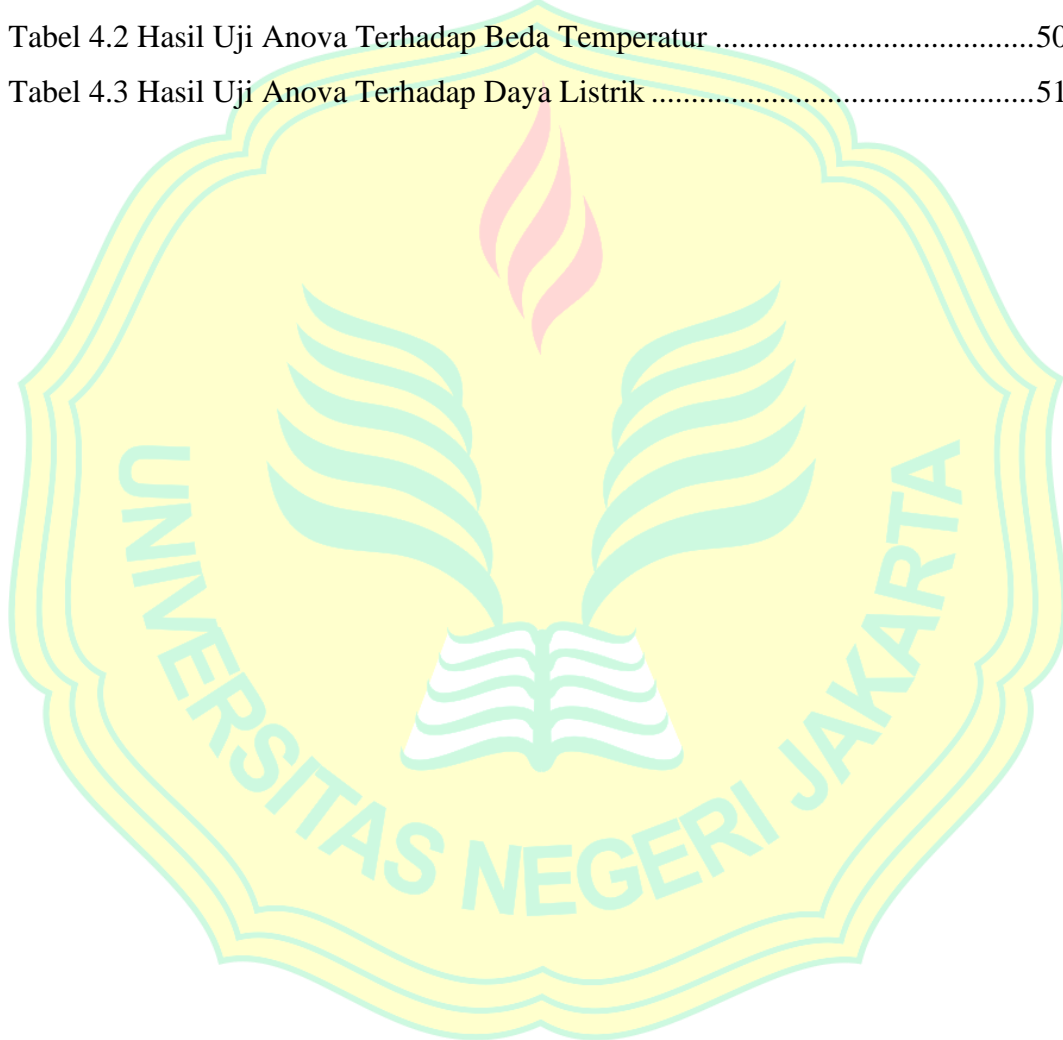 Tabel 4.2 Hasil Uji Anova Terhadap Beda Temperatur ........................................50
Tabel 4.3 Hasil Uji Anova Terhadap Daya Listrik ................................................51
UNIVERSITAS NEGERI JAKARTA